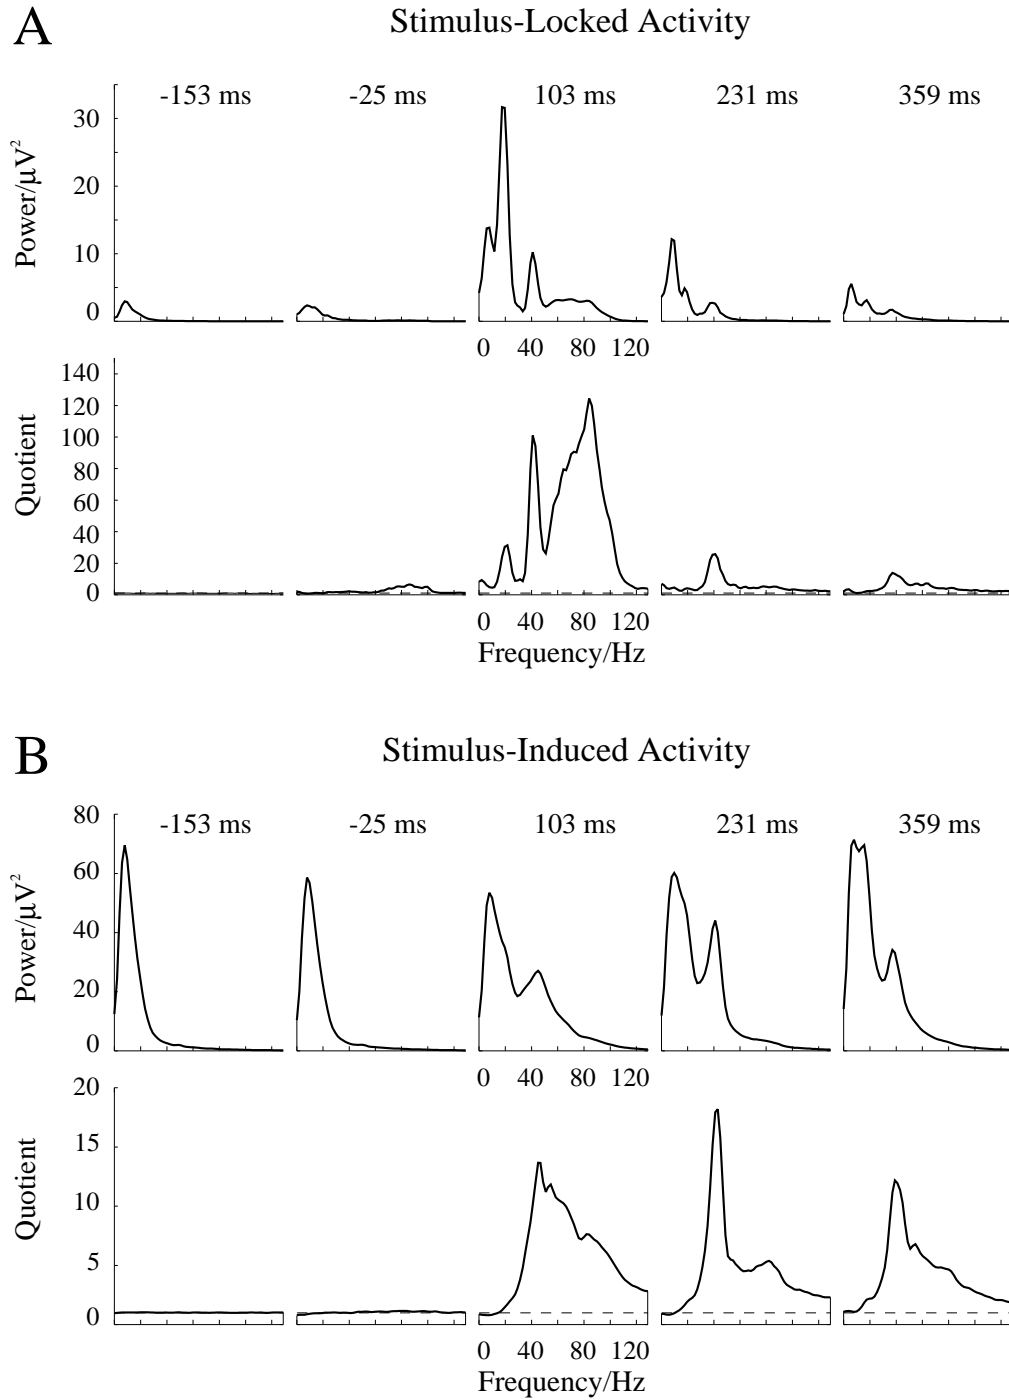 A
Stimulus-Locked Activity
-153 ms
-25 ms
103 ms
231 ms
359 ms
Power/μV²
30
20
10
0
0 40 80 120
Quotient
140
120
100
80
60
40
20
0
0 40 80 120
Frequency/Hz
B
Stimulus-Induced Activity
-153 ms
-25 ms
103 ms
231 ms
359 ms
Power/μV²
80
60
40
20
0
0 40 80 120
Quotient
20
15
10
5
0
0 40 80 120
Frequency/Hz